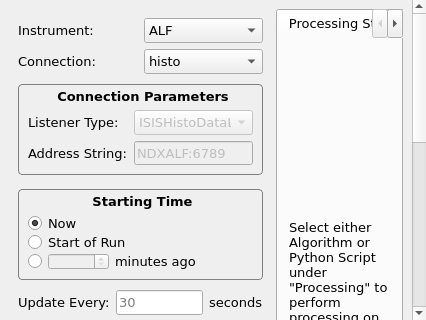 Instrument: ALF
Connection: histo
Connection Parameters
Listener Type: ISISHistoDataL
Address String: NDXALF:6789
Starting Time
Now
Start of Run
minutes ago
Update Every: 30 seconds
Processing St
Select either
Algorithm or
Python Script
under
"Processing" to
perform
processing on